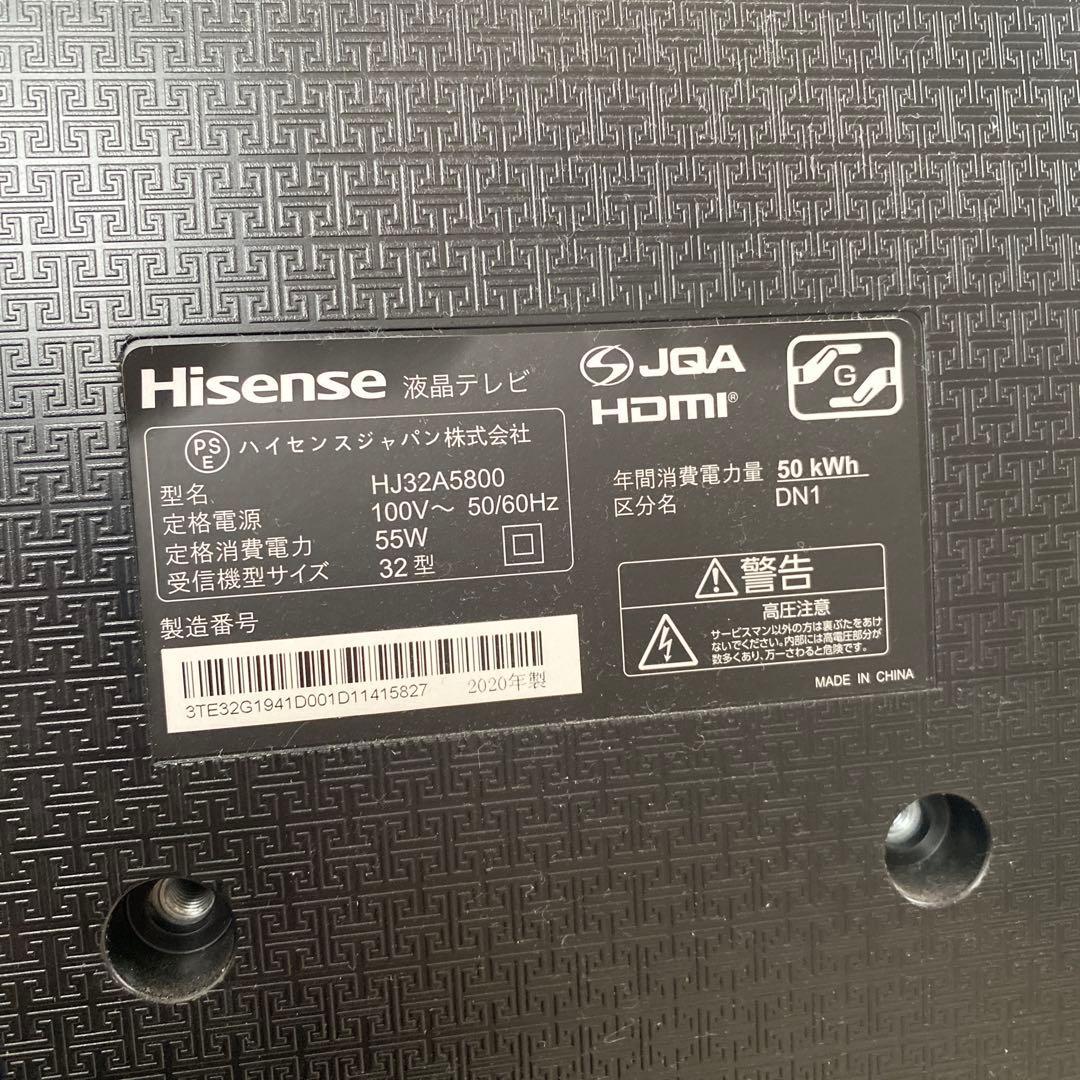 Hisense 液晶テレビ
PSE ハイセンスジャパン株式会社
型名 HJ32A5800
定格電源 100V～ 50/60Hz
定格消費電力 55W
受信機型サイズ 32型
製造番号
3TE32G1941D001D11415827 2020年製
JQA
HDMI®
G
年間消費電力量 50 kWh
区分名 DN1
警告
高圧注意
サービスマン以外の方は裏ぶたをあけ
ないでください。内部には高電圧部分が
数多くあり、万一さわると危険です。
MADE IN CHINA